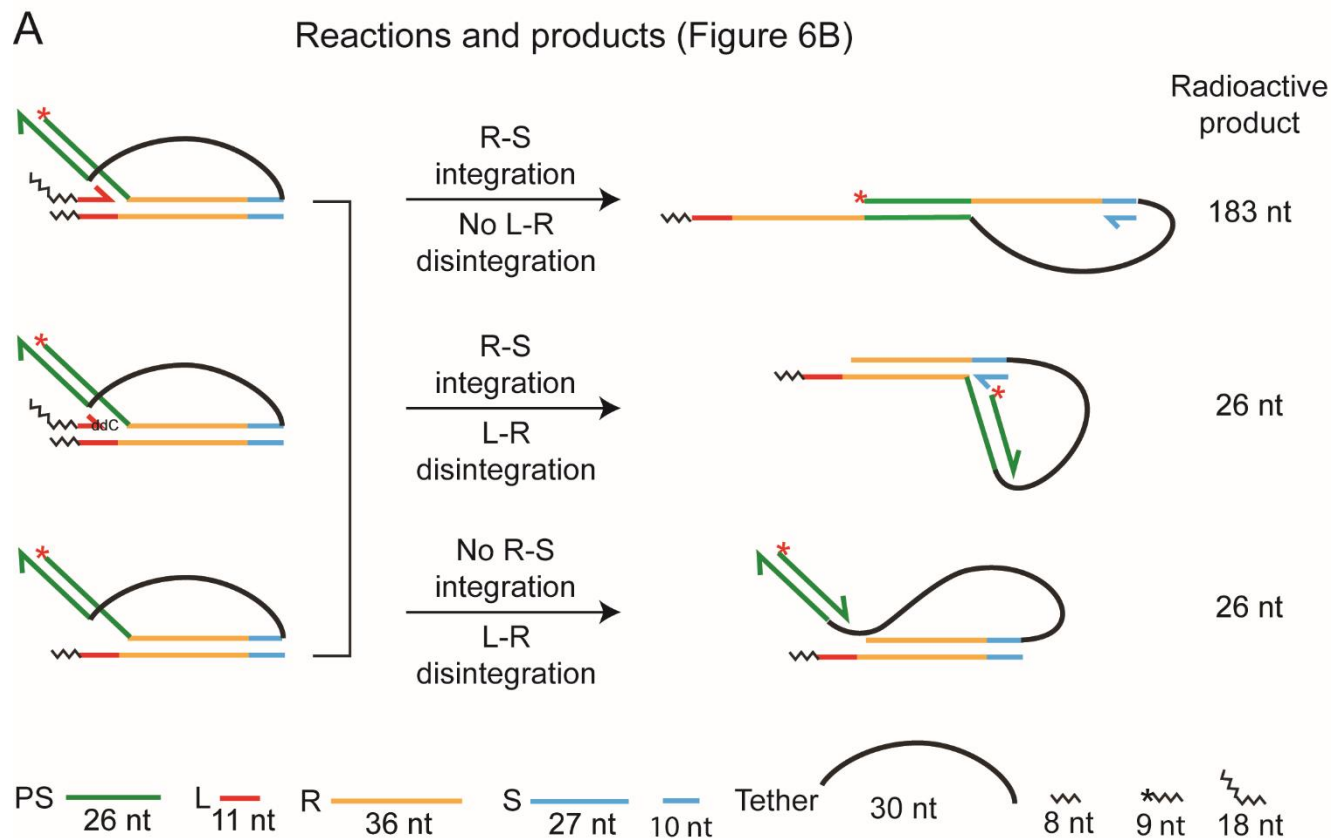 A
Reactions and products (Figure 6B)
Radioactive
product
R-S
integration
No L-R
disintegration
183 nt
ddC
R-S
integration
L-R
disintegration
26 nt
No R-S
integration
L-R
disintegration
26 nt
PS
26 nt
L
11 nt
R
36 nt
S
27 nt
10 nt
Tether
30 nt
8 nt
*
9 nt
18 nt